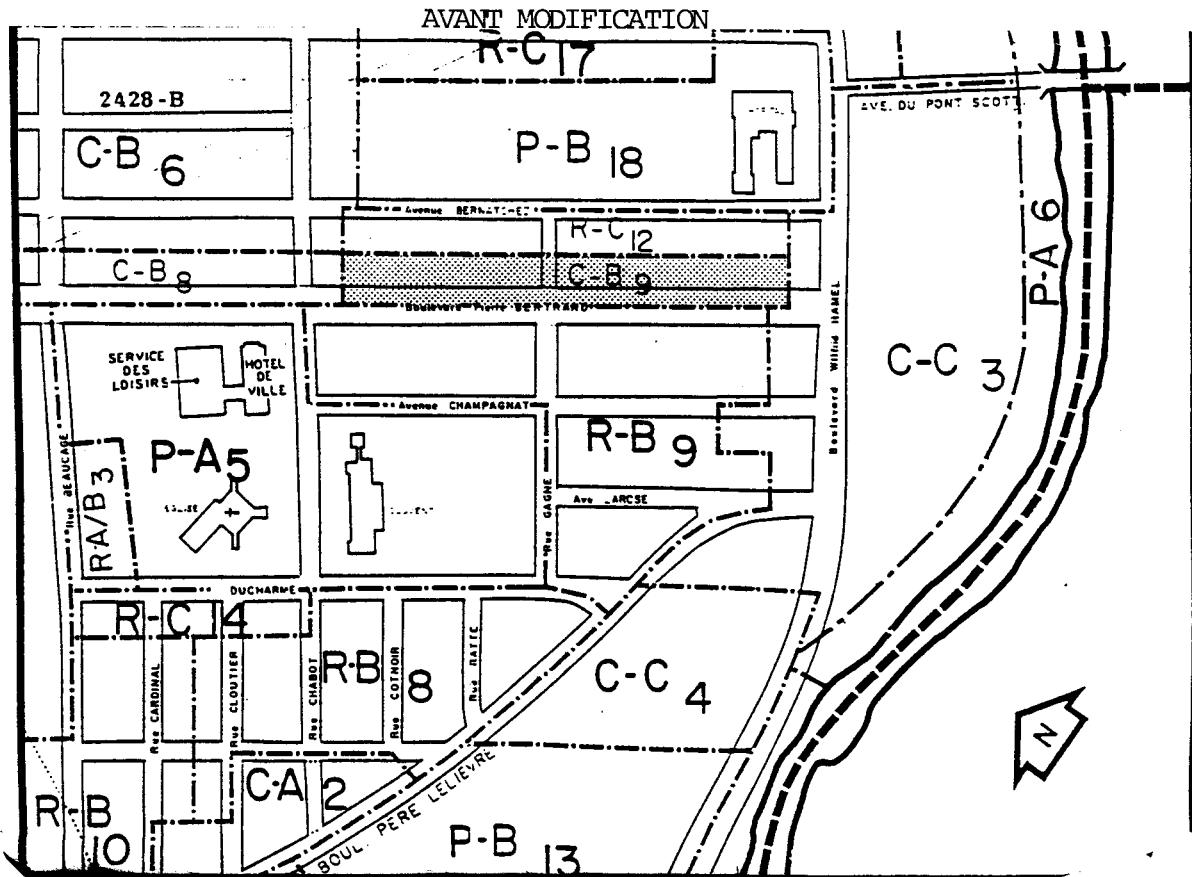 AVANT MODIFICATION
R-C 17
2428-B
AVE. DU PONT SCOTT
C-B 6
P-B 18
P-A 6
Avenue
R-C 12
C-B 8
C-B 9
Boulevard Pierre BERTRAND
Boulevard Wilfrid HAMEL
SERVICE
DES
LOISIRS
HOTEL
DE
VILLE
C-C 3
Avenue CHAMPAGNAT
Rue BEAUCAGE
P-A 5
R-B 9
R-A/B 3
Ave
Rue GAGNE
DUCHARME
R-C 14
Rue CARDINAL
Rue CLOUTIER
Rue CHABOT
R-B 8
Rue COTNOIR
Rue RATTE
C-C 4
N
R-B 10
C-A 2
BOUL. PERE LELIEVRE
P-B 13